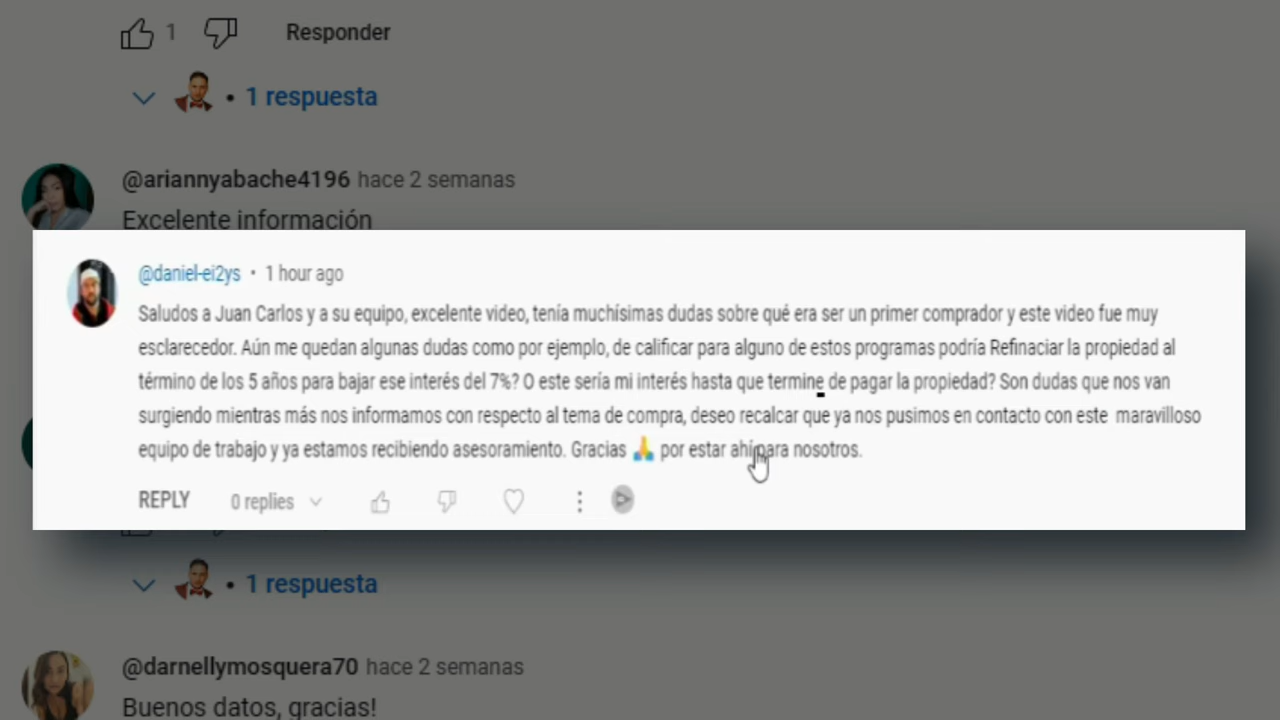 1 Responder
• 1 respuesta
@ariannyabache4196 hace 2 semanas
Excelente información
@daniel-ei2ys • 1 hour ago
Saludos a Juan Carlos y a su equipo, excelente video, tenía muchísimas dudas sobre qué era ser un primer comprador y este video fue muy
esclarecedor. Aún me quedan algunas dudas como por ejemplo, de calificar para alguno de estos programas podría Refinaciar la propiedad al
término de los 5 años para bajar ese interés del 7%? O este sería mi interés hasta que termine de pagar la propiedad? Son dudas que nos van
surgiendo mientras más nos informamos con respecto al tema de compra, deseo recalcar que ya nos pusimos en contacto con este maravilloso
equipo de trabajo y ya estamos recibiendo asesoramiento. Gracias 🙏 por estar ahí para nosotros.
REPLY 0 replies
• 1 respuesta
@darnellymosquera70 hace 2 semanas
Buenos datos, gracias!